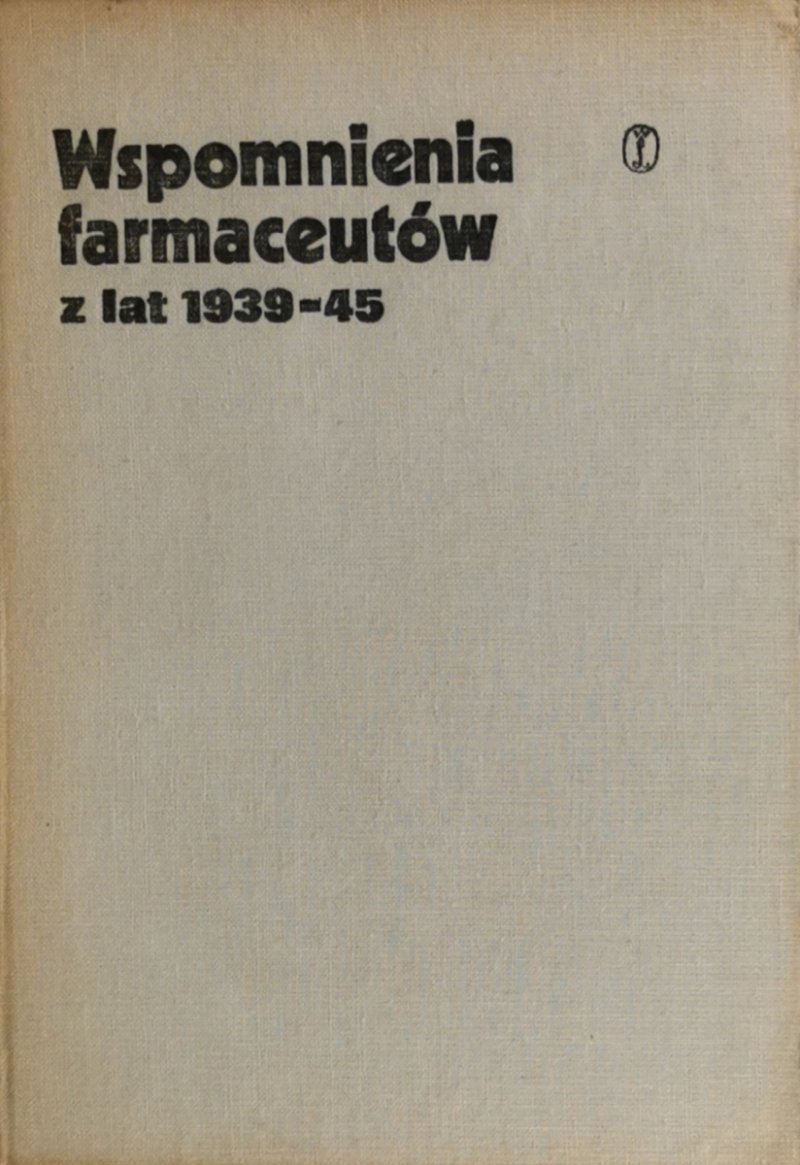 Wspomnienia
farmaceutów
z lat 1939-45